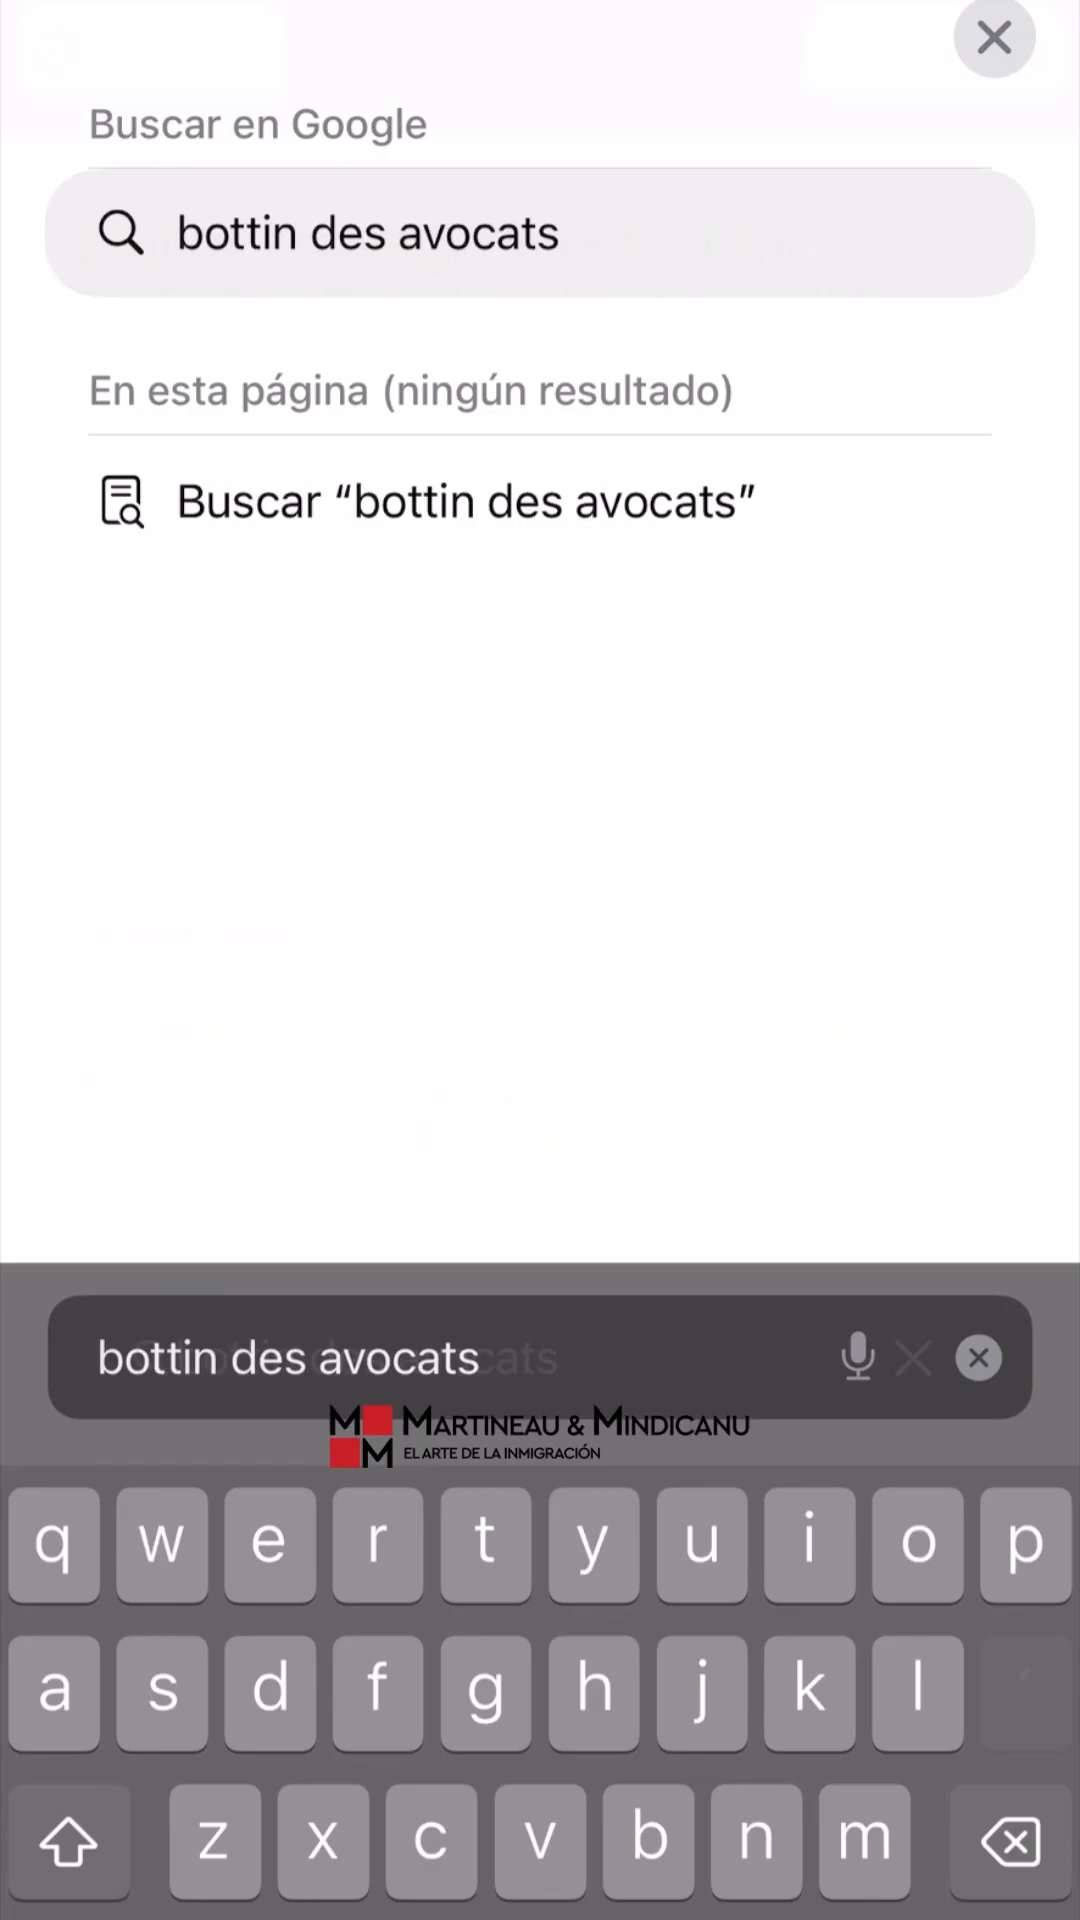 Buscar en Google
bottin des avocats
En esta página (ningún resultado)
Buscar “bottin des avocats”
bottin des avocats
MM MARTINEAU & MINDICANU
EL ARTE DE LA INMIGRACIÓN
q w e r t y u i o p
a s d f g h j k l ´
z x c v b n m